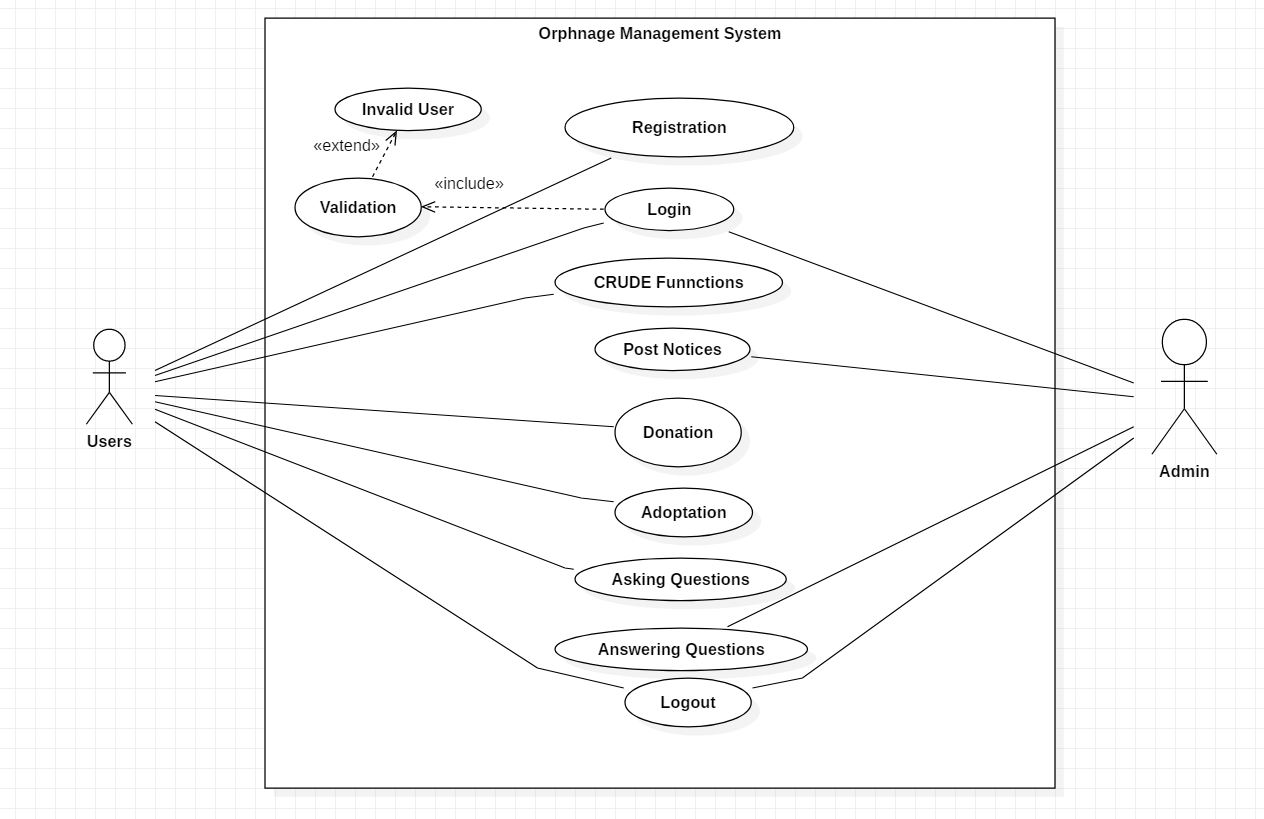 Orphnage Management System
Invalid User
Registration
«extend»
«include»
Validation
Login
CRUDE Funnctions
Post Notices
Donation
Users
Admin
Adoptation
Asking Questions
Answering Questions
Logout